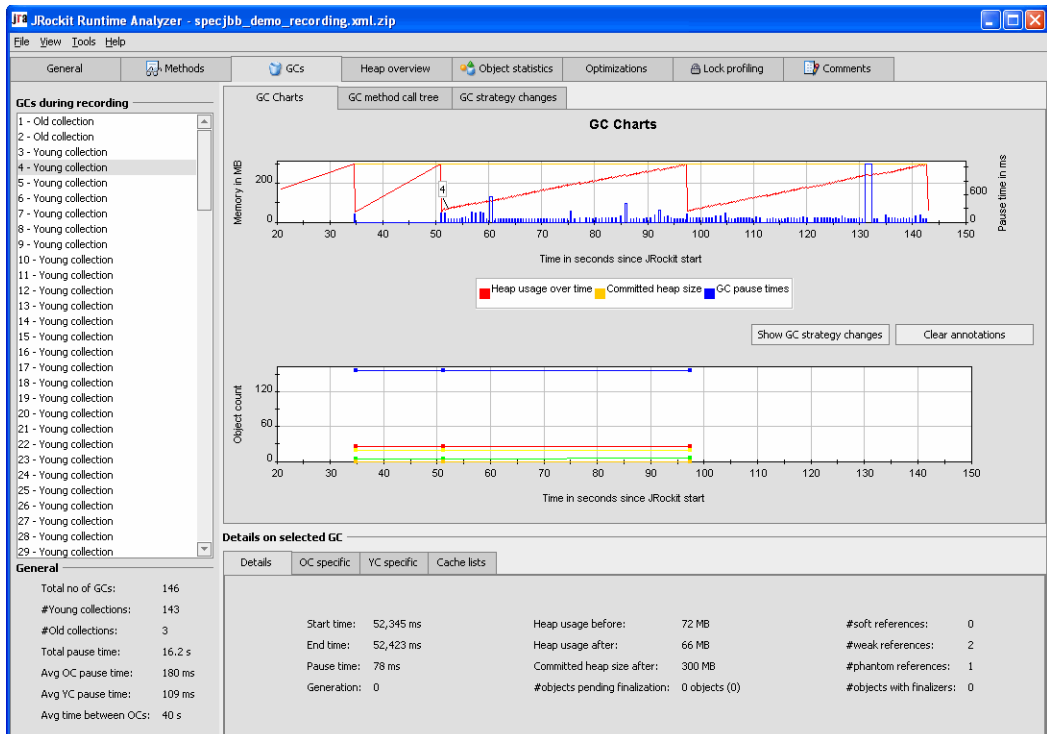 jra JRockit Runtime Analyzer - specjbb_demo_recording.xml.zip
File View Tools Help
General Methods GCs Heap overview Object statistics Optimizations Lock profiling Comments
GCs during recording
1 - Old collection
2 - Old collection
3 - Young collection
4 - Young collection
5 - Young collection
6 - Young collection
7 - Young collection
8 - Young collection
9 - Young collection
10 - Young collection
11 - Young collection
12 - Young collection
13 - Young collection
14 - Young collection
15 - Young collection
16 - Young collection
17 - Young collection
18 - Young collection
19 - Young collection
20 - Young collection
21 - Young collection
22 - Young collection
23 - Young collection
24 - Young collection
25 - Young collection
26 - Young collection
27 - Young collection
28 - Young collection
29 - Young collection
General
Total no of GCs: 146
#Young collections: 143
#Old collections: 3
Total pause time: 16.2 s
Avg OC pause time: 180 ms
Avg YC pause time: 109 ms
Avg time between OCs: 40 s
GC Charts GC method call tree GC strategy changes
GC Charts
Memory in MB
200
0
4
600
0
Pause time in ms
20 30 40 50 60 70 80 90 100 110 120 130 140 150
Time in seconds since JRockit start
Heap usage over time Committed heap size GC pause times
Show GC strategy changes Clear annotations
Object count
120
60
0
20 30 40 50 60 70 80 90 100 110 120 130 140 150
Time in seconds since JRockit start
Details on selected GC
Details OC specific YC specific Cache lists
Start time: 52,345 ms Heap usage before: 72 MB #soft references: 0
End time: 52,423 ms Heap usage after: 66 MB #weak references: 2
Pause time: 78 ms Committed heap size after: 300 MB #phantom references: 1
Generation: 0 #objects pending finalization: 0 objects (0) #objects with finalizers: 0